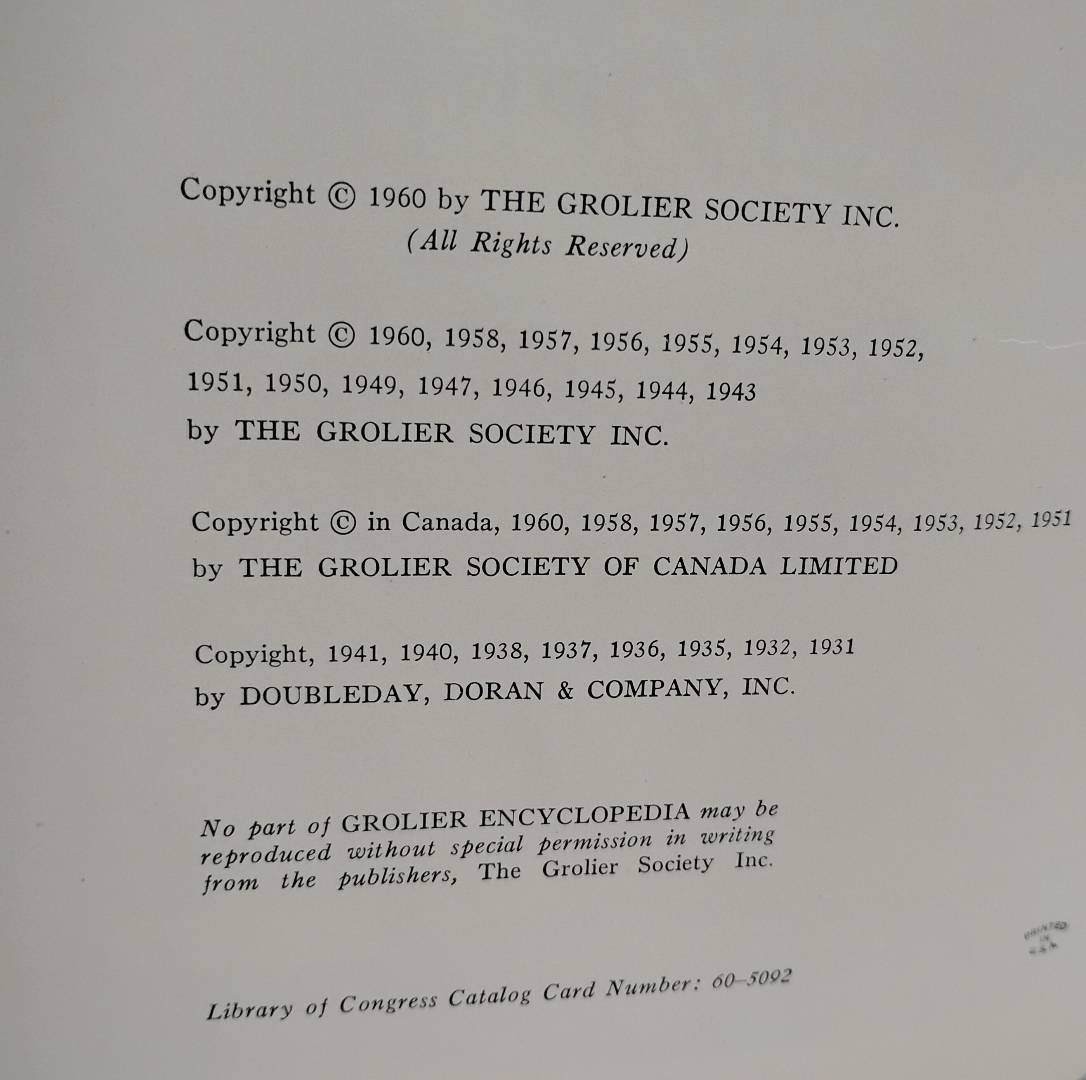 Copyright © 1960 by THE GROLIER SOCIETY INC.
(All Rights Reserved)
Copyright © 1960, 1958, 1957, 1956, 1955, 1954, 1953, 1952,
1951, 1950, 1949, 1947, 1946, 1945, 1944, 1943
by THE GROLIER SOCIETY INC.
Copyright © in Canada, 1960, 1958, 1957, 1956, 1955, 1954, 1953, 1952, 1951
by THE GROLIER SOCIETY OF CANADA LIMITED
Copyight, 1941, 1940, 1938, 1937, 1936, 1935, 1932, 1931
by DOUBLEDAY, DORAN & COMPANY, INC.
No part of GROLIER ENCYCLOPEDIA may be
reproduced without special permission in writing
from the publishers, The Grolier Society Inc.
PRINTED
IN
U.S.A.
Library of Congress Catalog Card Number: 60-5092